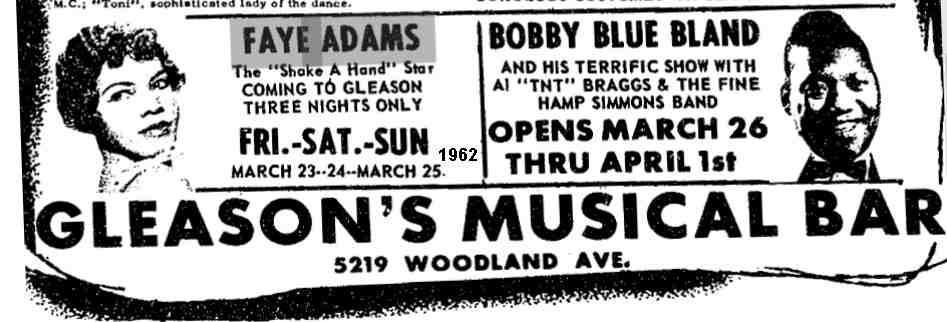 M.C.; "Toni", sophisticated lady of the dance.
FAYE ADAMS
The "Shake A Hand" Star
COMING TO GLEASON
THREE NIGHTS ONLY
FRI.-SAT.-SUN
MARCH 23--24--MARCH 25.
1962
BOBBY BLUE BLAND
AND HIS TERRIFIC SHOW WITH
Al "TNT" BRAGGS & THE FINE
HAMP SIMMONS BAND
OPENS MARCH 26
THRU APRIL 1st
GLEASON'S MUSICAL BAR
5219 WOODLAND AVE.